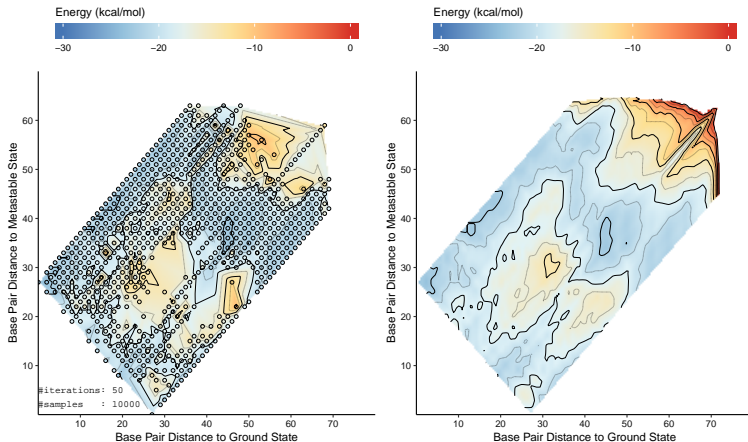 Energy (kcal/mol)
−30 −20 −10 0
Base Pair Distance to Metastable State
60
50
40
30
20
10
#iterations: 50
#samples   : 10000
10 20 30 40 50 60 70
Base Pair Distance to Ground State
Energy (kcal/mol)
−30 −20 −10 0
Base Pair Distance to Metastable State
60
50
40
30
20
10
10 20 30 40 50 60 70
Base Pair Distance to Ground State